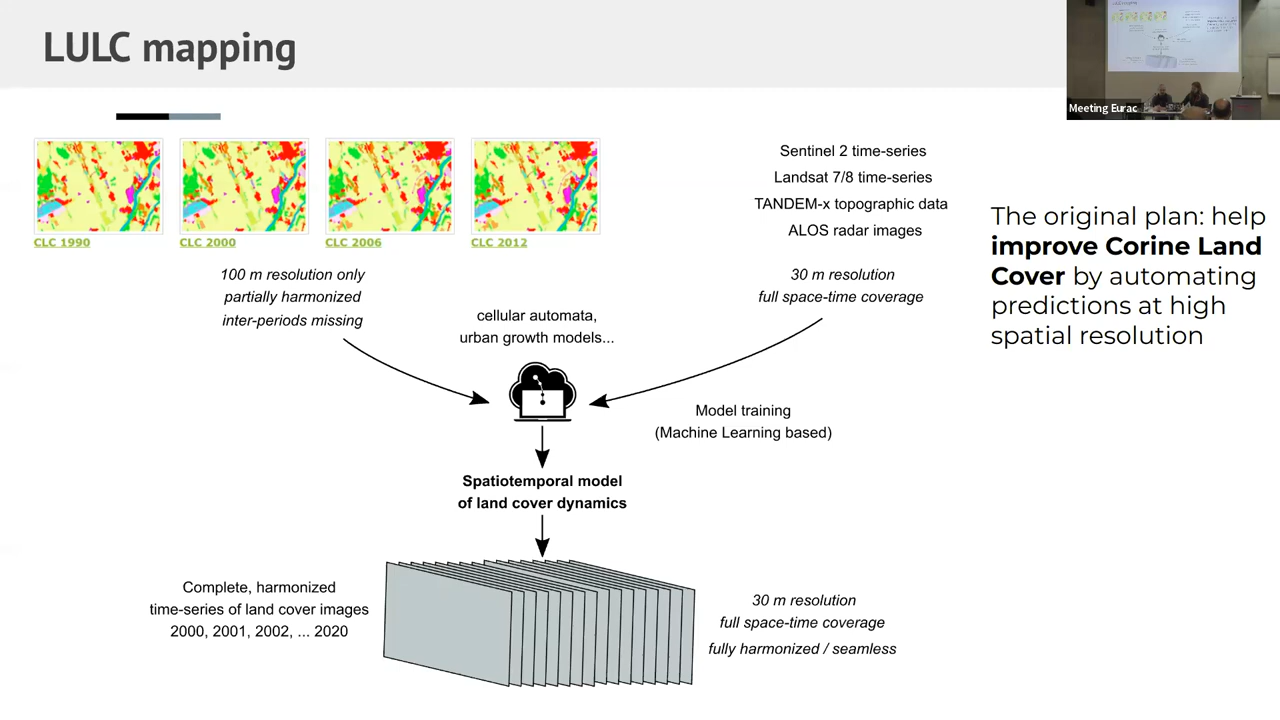 LULC mapping
Meeting Eurac
CLC 1990
CLC 2000
CLC 2006
CLC 2012
100 m resolution only
partially harmonized
inter-periods missing
cellular automata,
urban growth models...
Sentinel 2 time-series
Landsat 7/8 time-series
TANDEM-x topographic data
ALOS radar images
30 m resolution
full space-time coverage
The original plan: help
improve Corine Land
Cover by automating
predictions at high
spatial resolution
Model training
(Machine Learning based)
Spatiotemporal model
of land cover dynamics
Complete, harmonized
time-series of land cover images
2000, 2001, 2002, ... 2020
30 m resolution
full space-time coverage
fully harmonized / seamless